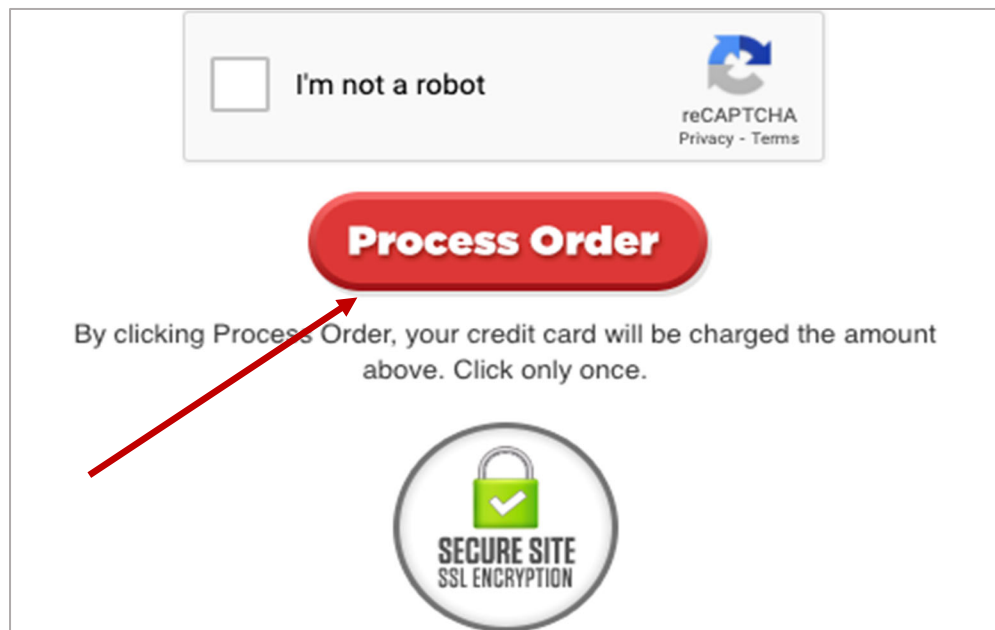 I'm not a robot
reCAPTCHA
Privacy - Terms
Process Order
By clicking Process Order, your credit card will be charged the amount
above. Click only once.
SECURE SITE
SSL ENCRYPTION